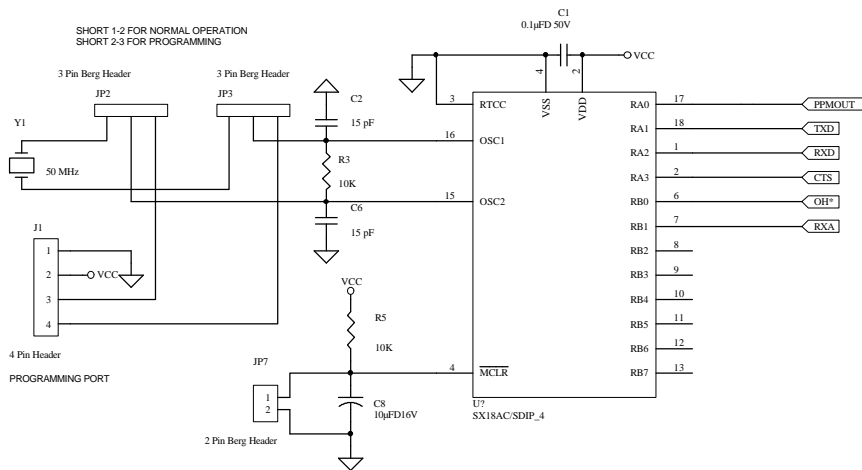 C1
0.1µFD 50V
SHORT 1-2 FOR NORMAL OPERATION
SHORT 2-3 FOR PROGRAMMING
VCC
3 Pin Berg Header
3 Pin Berg Header
JP2
JP3
C2
15 pF
4
2
VSS
VDD
3
RTCC
RA0
17
PPMOUT
RA1
18
TXD
Y1
50 MHz
16
OSC1
RA2
1
RXD
R3
10K
RA3
2
CTS
15
OSC2
RB0
6
OH*
C6
15 pF
RB1
7
RXA
J1
1
2
VCC
3
4
RB2
8
RB3
9
VCC
RB4
10
R5
10K
RB5
11
4 Pin Header
RB6
12
PROGRAMMING PORT
JP7
4
MCLR
RB7
13
1
2
C8
10µFD16V
U?
SX18AC/SDIP_4
2 Pin Berg Header